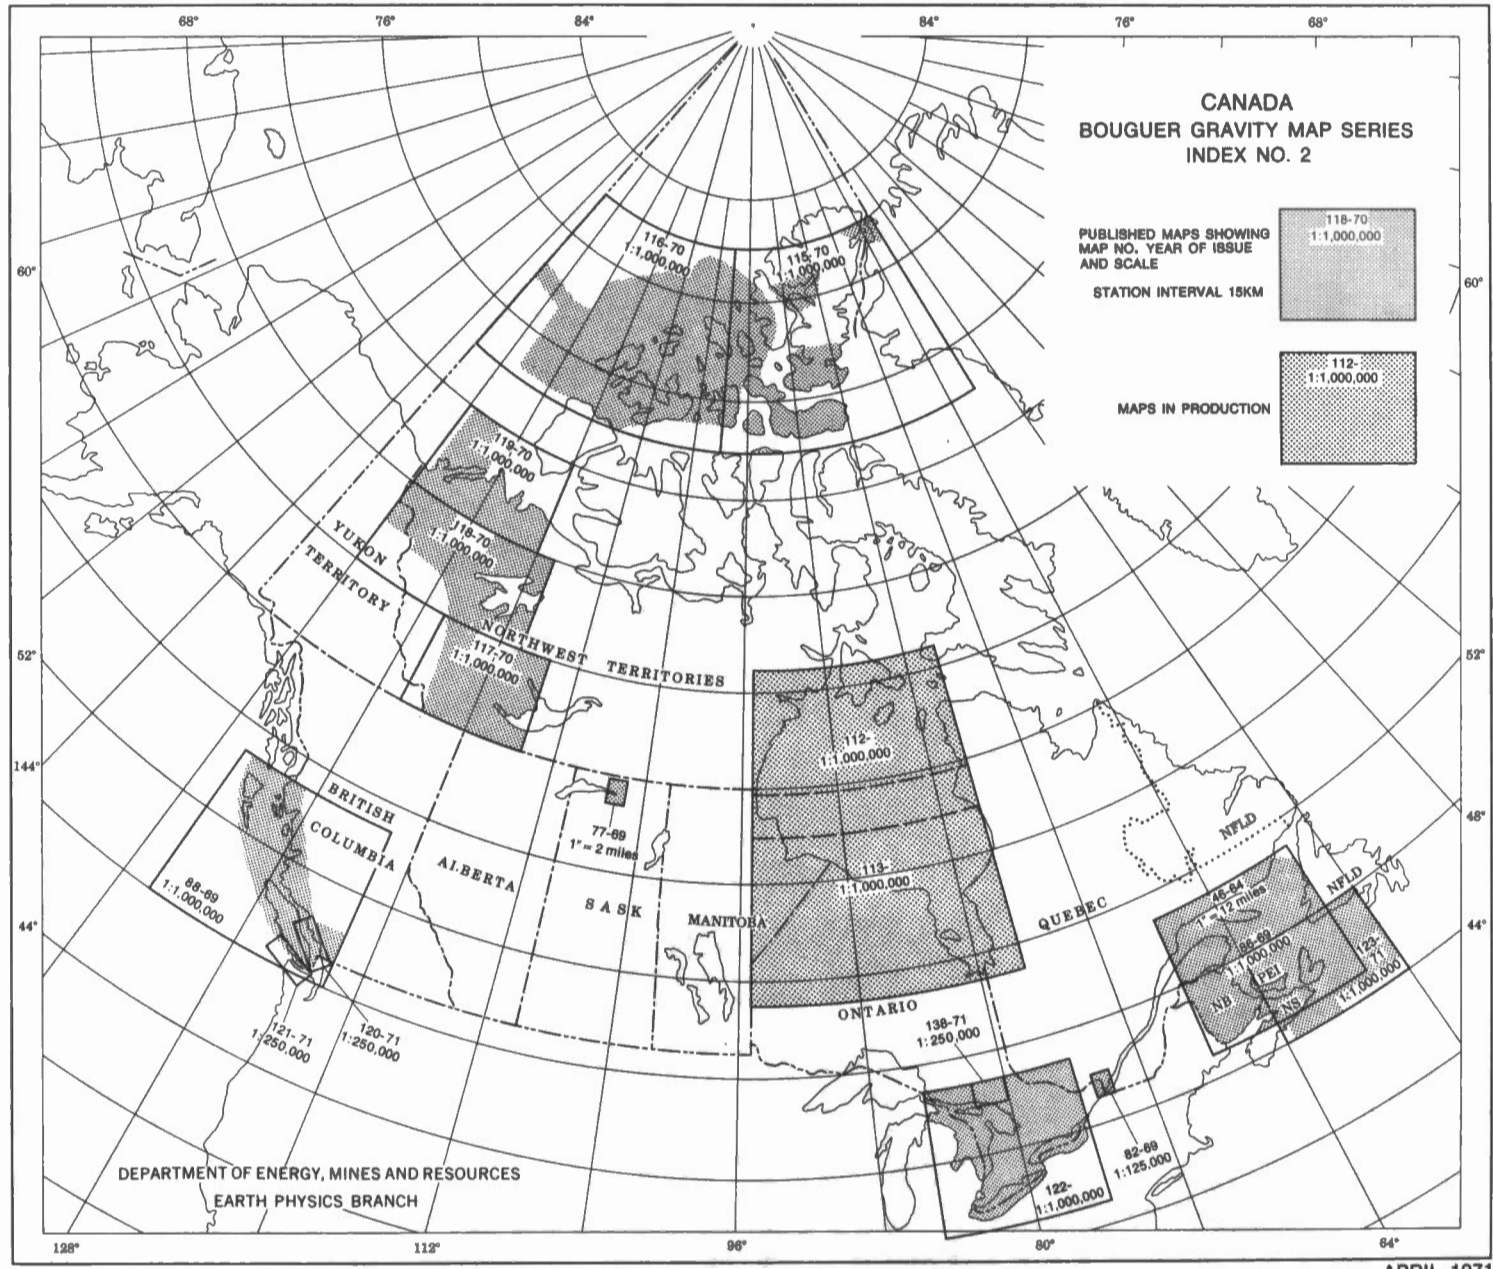 68°
76°
84°
84°
76°
68°
CANADA
BOUGUER GRAVITY MAP SERIES
INDEX NO. 2
PUBLISHED MAPS SHOWING
MAP NO. YEAR OF ISSUE
AND SCALE
STATION INTERVAL 15KM
118-70
1:1,000,000
MAPS IN PRODUCTION
112-
1:1,000,000
60°
60°
116-70
1:1,000,000
115-70
1:1,000,000
119-70
1:1,000,000
118-70
1:1,000,000
YUKON
TERRITORY
NORTHWEST TERRITORIES
117-70
1:1,000,000
52°
52°
112-
1:1,000,000
144°
BRITISH
COLUMBIA
77-69
1" = 2 miles
ALBERTA
SASK
MANITOBA
113-
1:1,000,000
QUEBEC
NFLD
48°
NFLD
88-69
1:1,000,000
46-64
1" = 12 miles
86-69
1:1,000,000
PEI
NB
NS
123-
71
1:1,000,000
44°
44°
ONTARIO
138-71
1:250,000
121-71
1:250,000
120-71
1:250,000
82-69
1:125,000
122-
1:1,000,000
DEPARTMENT OF ENERGY, MINES AND RESOURCES
EARTH PHYSICS BRANCH
128°
112°
96°
80°
64°
APRIL 1971